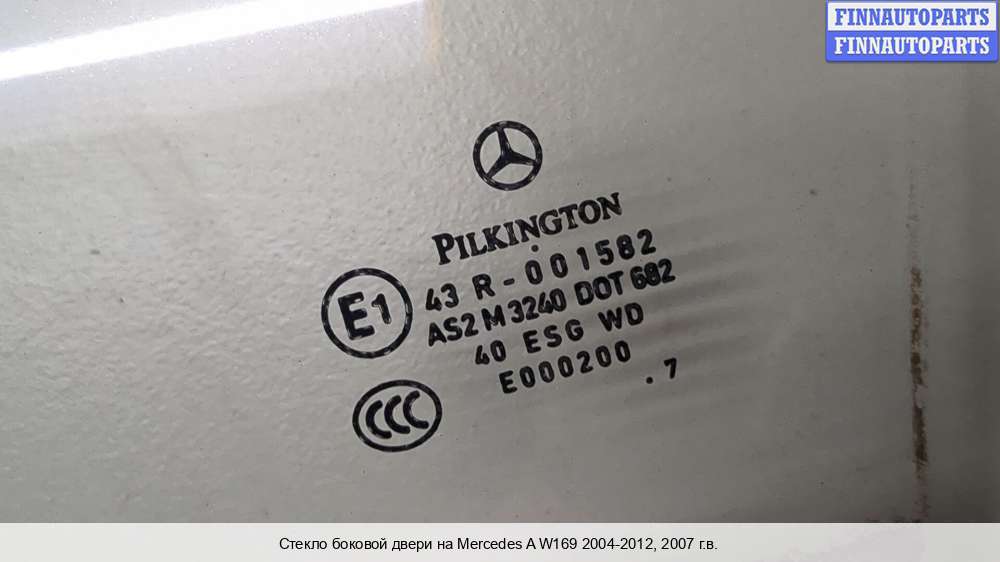 FINNAUTOPARTS
FINNAUTOPARTS
PILKINGTON
E1
43 R - 001582
AS2 M3240 DOT 682
40 ESG WD
E000200
. 7
CCC
Стекло боковой двери на Mercedes A W169 2004-2012, 2007 г.в.